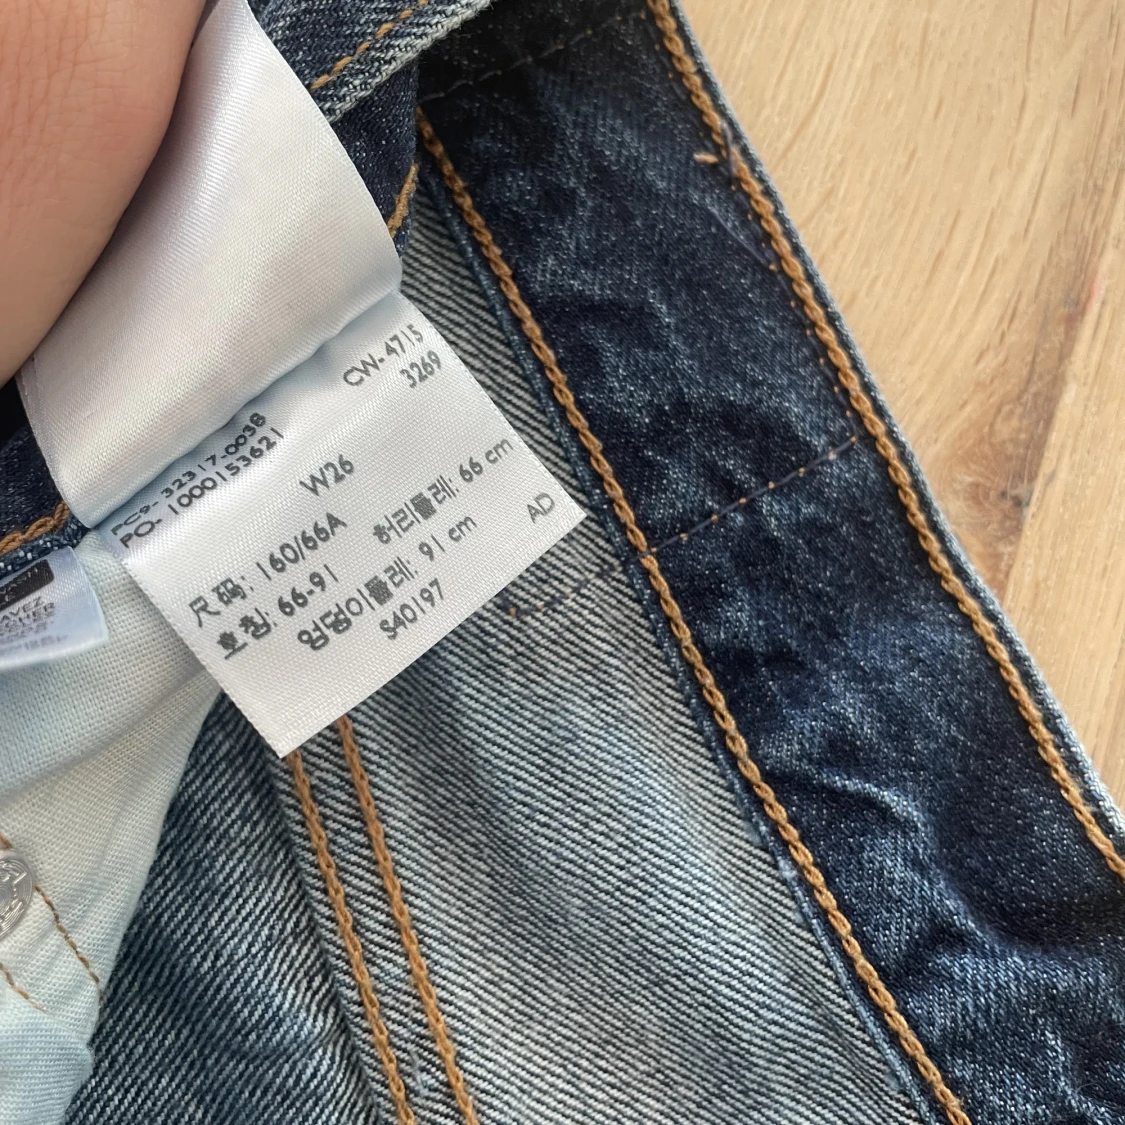 CW-4715
3269
PC9- 32317-0038
PO- 1000153621
W26
尺码: 160/66A
허리둘레: 66 cm
호칭: 66-91
엉덩이둘레: 91 cm
S40197
AD